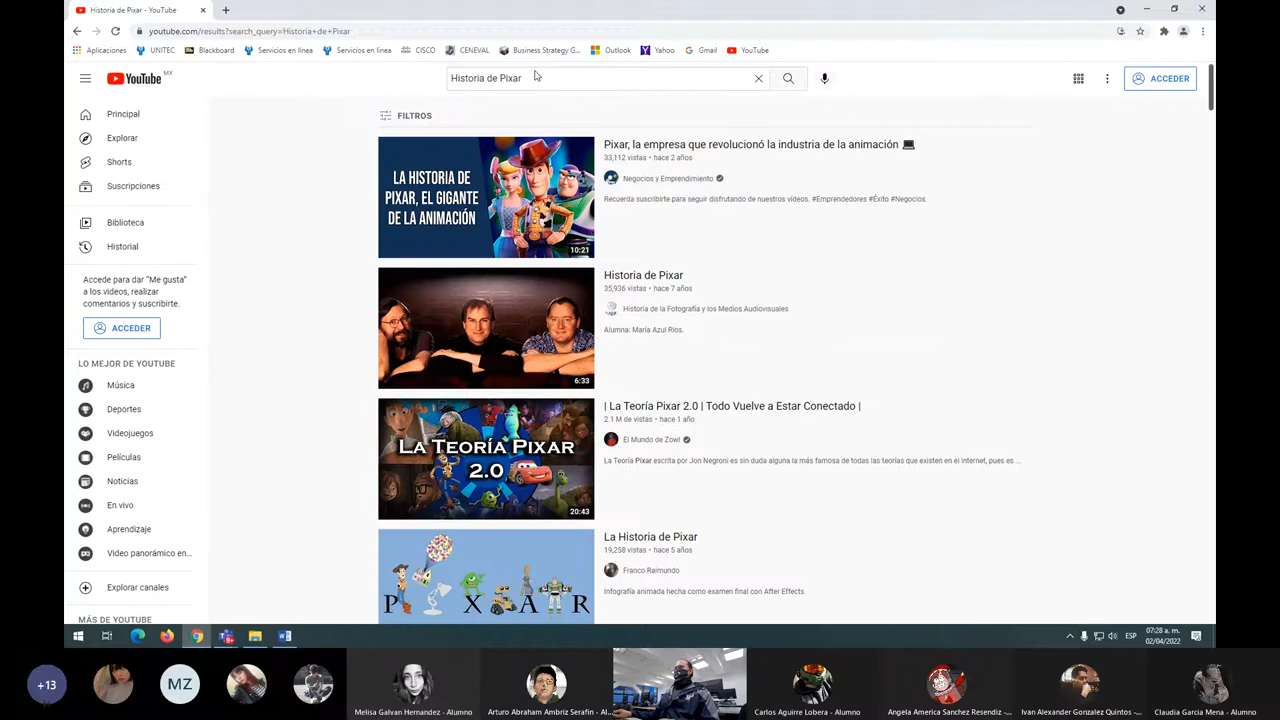 Historia de Pixar - YouTube
youtube.com/results?search_query=Historia+de+Pixar
Aplicaciones UNITEC Blackboard Servicios en línea Servicios en línea CISCO CENEVAL Business Strategy G... Outlook Yahoo Gmail YouTube
YouTube MX Historia de Pixar ACCEDER
Principal
Explorar
Shorts
Suscripciones
Biblioteca
Historial
Accede para dar "Me gusta"
a los videos, realizar
comentarios y suscribirte.
ACCEDER
LO MEJOR DE YOUTUBE
Música
Deportes
Videojuegos
Películas
Noticias
En vivo
Aprendizaje
Video panorámico en...
Explorar canales
MÁS DE YOUTUBE
FILTROS
LA HISTORIA DE
PIXAR, EL GIGANTE
DE LA ANIMACIÓN
10:21
Pixar, la empresa que revolucionó la industria de la animación
33,112 vistas • hace 2 años
Negocios y Emprendimiento
Recuerda suscribirte para seguir disfrutando de nuestros vídeos. #Emprendedores #Éxito #Negocios.
6:33
Historia de Pixar
35,936 vistas • hace 7 años
Historia de la Fotografía y los Medios Audiovisuales
Alumna: María Azul Rios.
LA TEORÍA PIXAR
2.0
20:43
| La Teoría Pixar 2.0 | Todo Vuelve a Estar Conectado |
2.1 M de vistas • hace 1 año
El Mundo de Zowl
La Teoría Pixar escrita por Jon Negroni es sin duda alguna la más famosa de todas las teorías que existen en el internet, pues es ...
P I X A R
La Historia de Pixar
19,258 vistas • hace 5 años
Franco Raimundo
Infografía animada hecha como examen final con After Effects.
ESP
07:28 a. m.
02/04/2022
+13
MZ
Melisa Galvan Hernandez - Alumno
Arturo Abraham Ambriz Serafin - Al...
Carlos Aguirre Lobera - Alumno
Angela America Sanchez Resendiz -...
Ivan Alexander Gonzalez Quintos -...
Claudia Garcia Mena - Alumno